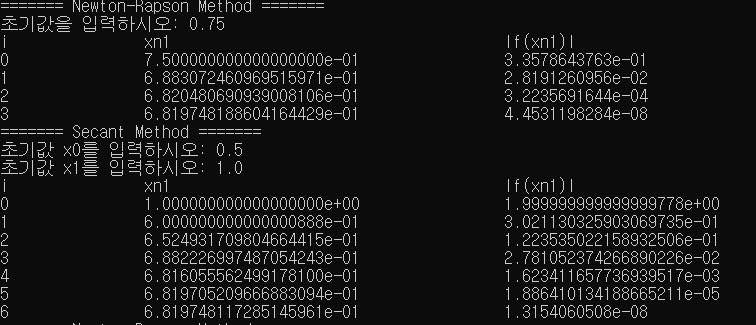 ======= Newton-Rapson Method =======
초기값을 입력하시오: 0.75
i xn1 |f(xn1)|
0 7.500000000000000000e-01 3.3578643763e-01
1 6.883072460969515971e-01 2.8191260956e-02
2 6.820480690939008106e-01 3.2235691644e-04
3 6.819748188604164429e-01 4.4531198284e-08
======= Secant Method =======
초기값 x0를 입력하시오: 0.5
초기값 x1를 입력하시오: 1.0
i xn1 |f(xn1)|
0 1.000000000000000000e+00 1.999999999999999778e+00
1 6.000000000000000888e-01 3.021130325903069735e-01
2 6.524931709804664415e-01 1.223535022158932506e-01
3 6.882226997487054243e-01 2.781052374266890226e-02
4 6.816055562499178100e-01 1.623411657736939517e-03
5 6.819705209666883094e-01 1.886410134188665211e-05
6 6.819748117285145961e-01 1.3154060508e-08